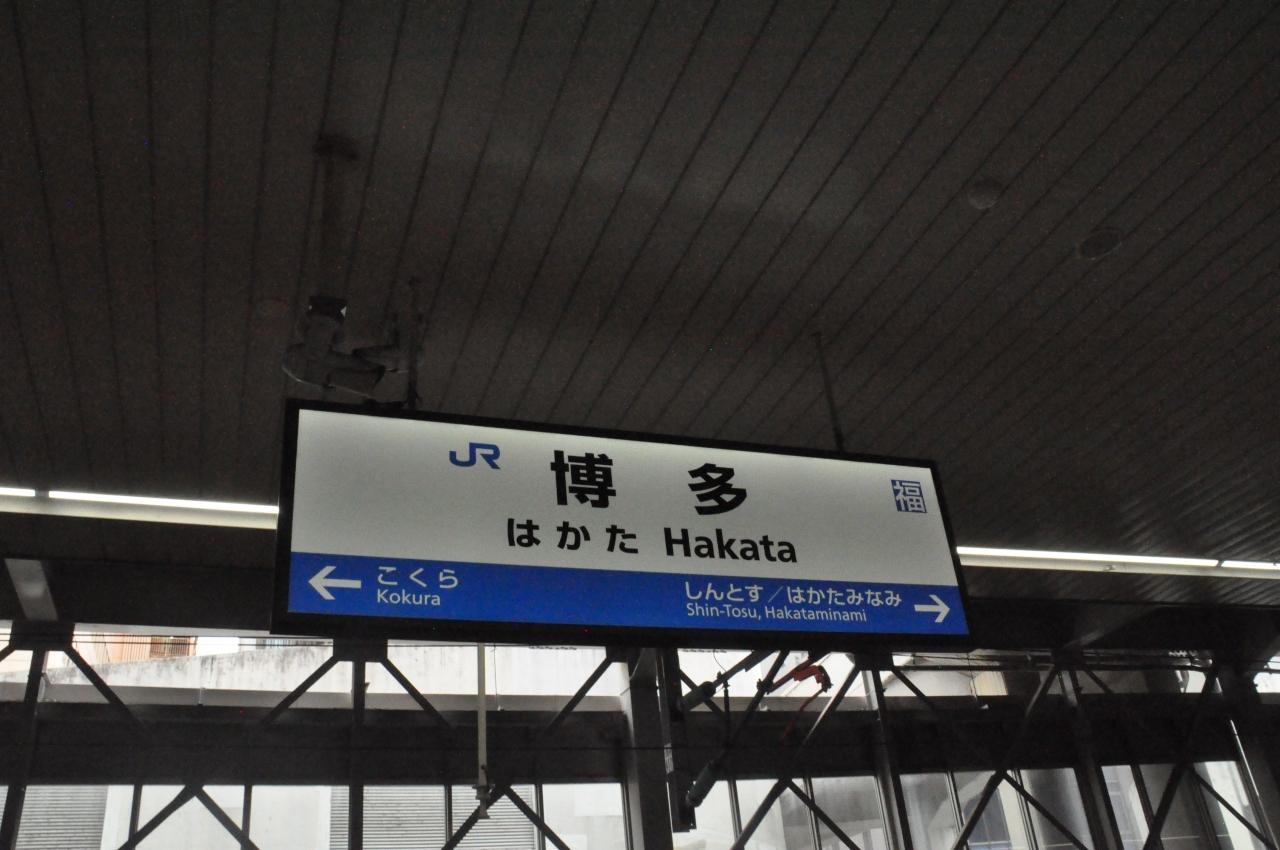 JR 博多 福
はかた Hakata
← こくら
Kokura
しんとす／はかたみなみ →
Shin-Tosu, Hakataminami